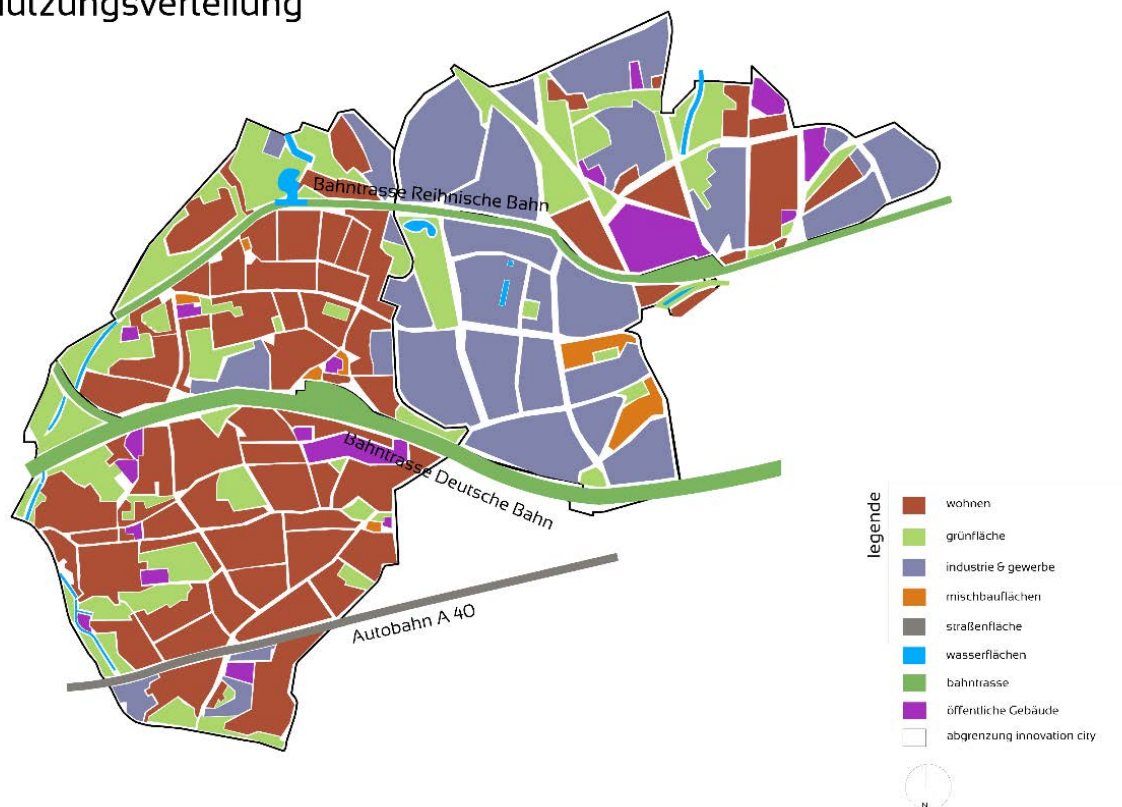 Nutzungsverteilung
Bahntrasse Reihnische Bahn
Bahntrasse Deutsche Bahn
Autobahn A 40
legende
wohnen
grünfläche
industrie & gewerbe
mischbauflächen
straßenfläche
wasserflächen
bahntrasse
öffentliche Gebäude
abgrenzung innovation city
N